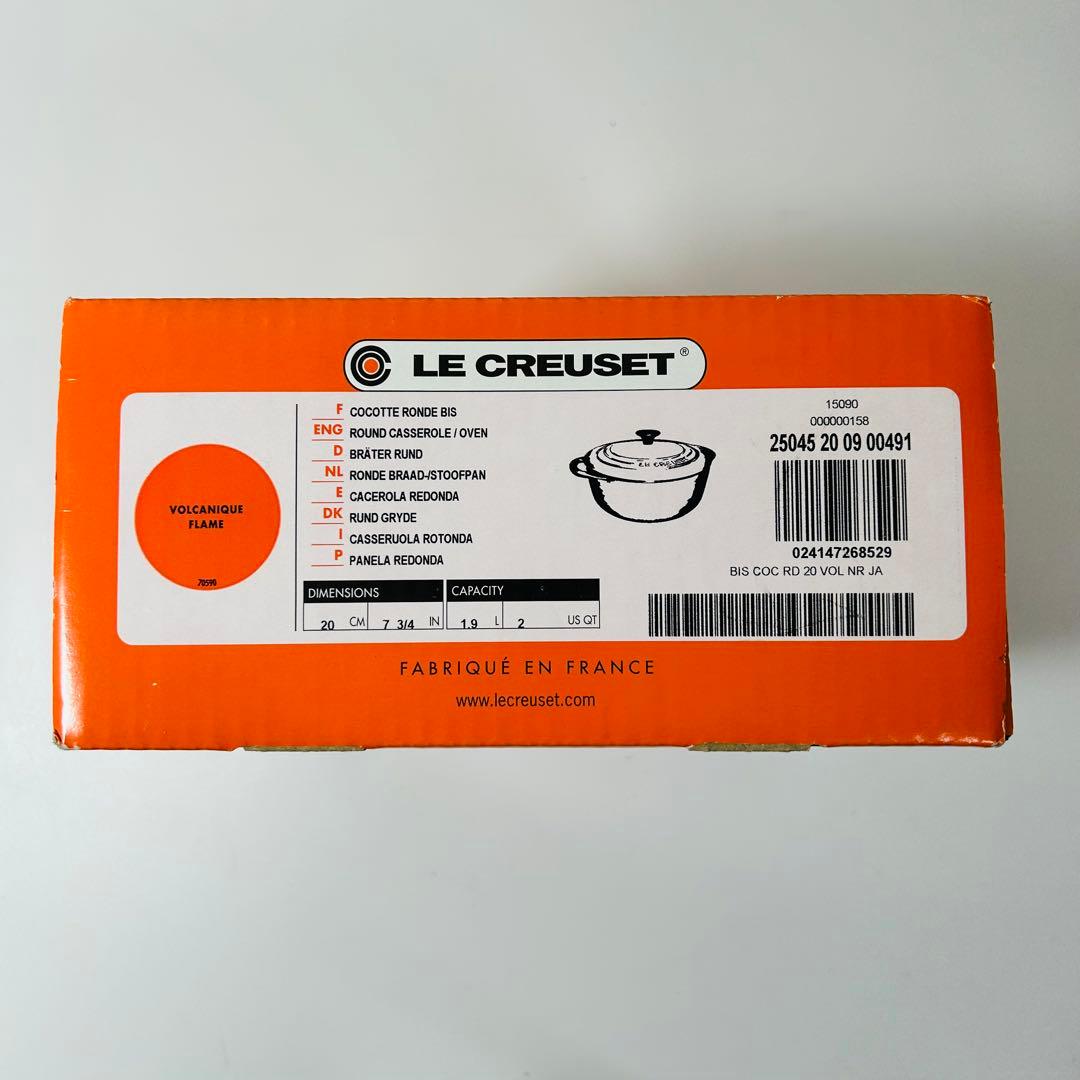 LE CREUSET®
VOLCANIQUE
FLAME
70590
F COCOTTE RONDE BIS
ENG ROUND CASSEROLE / OVEN
D BRÄTER RUND
NL RONDE BRAAD-/STOOFPAN
E CACEROLA REDONDA
DK RUND GRYDE
I CASSERUOLA ROTONDA
P PANELA REDONDA
DIMENSIONS
20 CM 7 3/4 IN
CAPACITY
1.9 L 2 US QT
15090
000000158
25045 20 09 00491
024147268529
BIS COC RD 20 VOL NR JA
FABRIQUÉ EN FRANCE
www.lecreuset.com